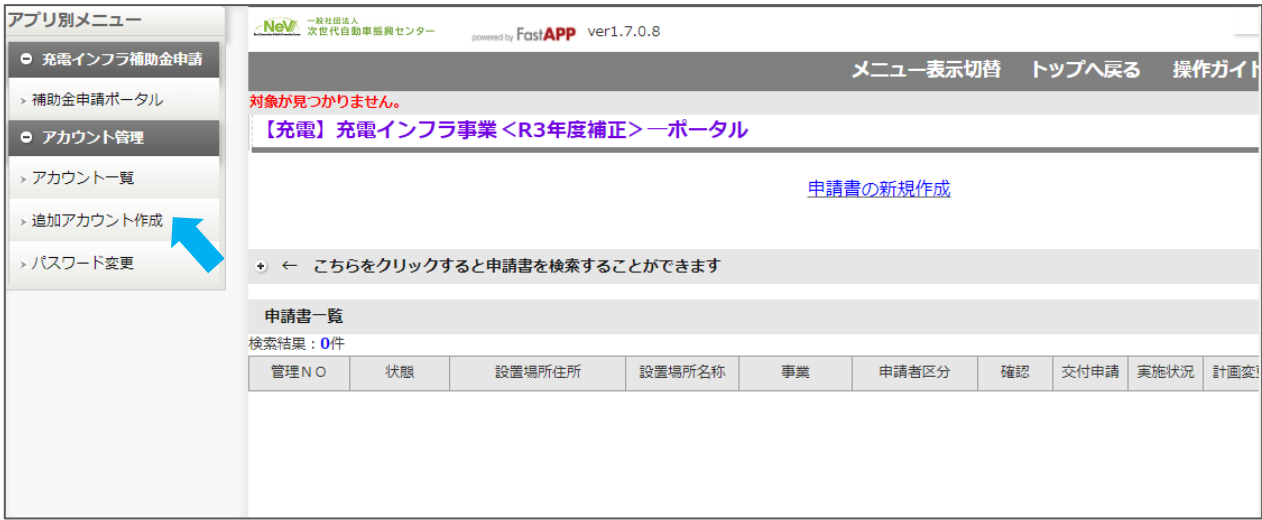 アプリ別メニュー
充電インフラ補助金申請
補助金申請ポータル
アカウント管理
アカウント一覧
追加アカウント作成
パスワード変更
NeV 一般社団法人
次世代自動車振興センター
powered by FastAPP ver1.7.0.8
メニュー表示切替 トップへ戻る 操作ガイド
対象が見つかりません。
【充電】充電インフラ事業＜R3年度補正＞―ポータル
申請書の新規作成
← こちらをクリックすると申請書を検索することができます
申請書一覧
検索結果：0件
管理NO 状態 設置場所住所 設置場所名称 事業 申請者区分 確認 交付申請 実施状況 計画変